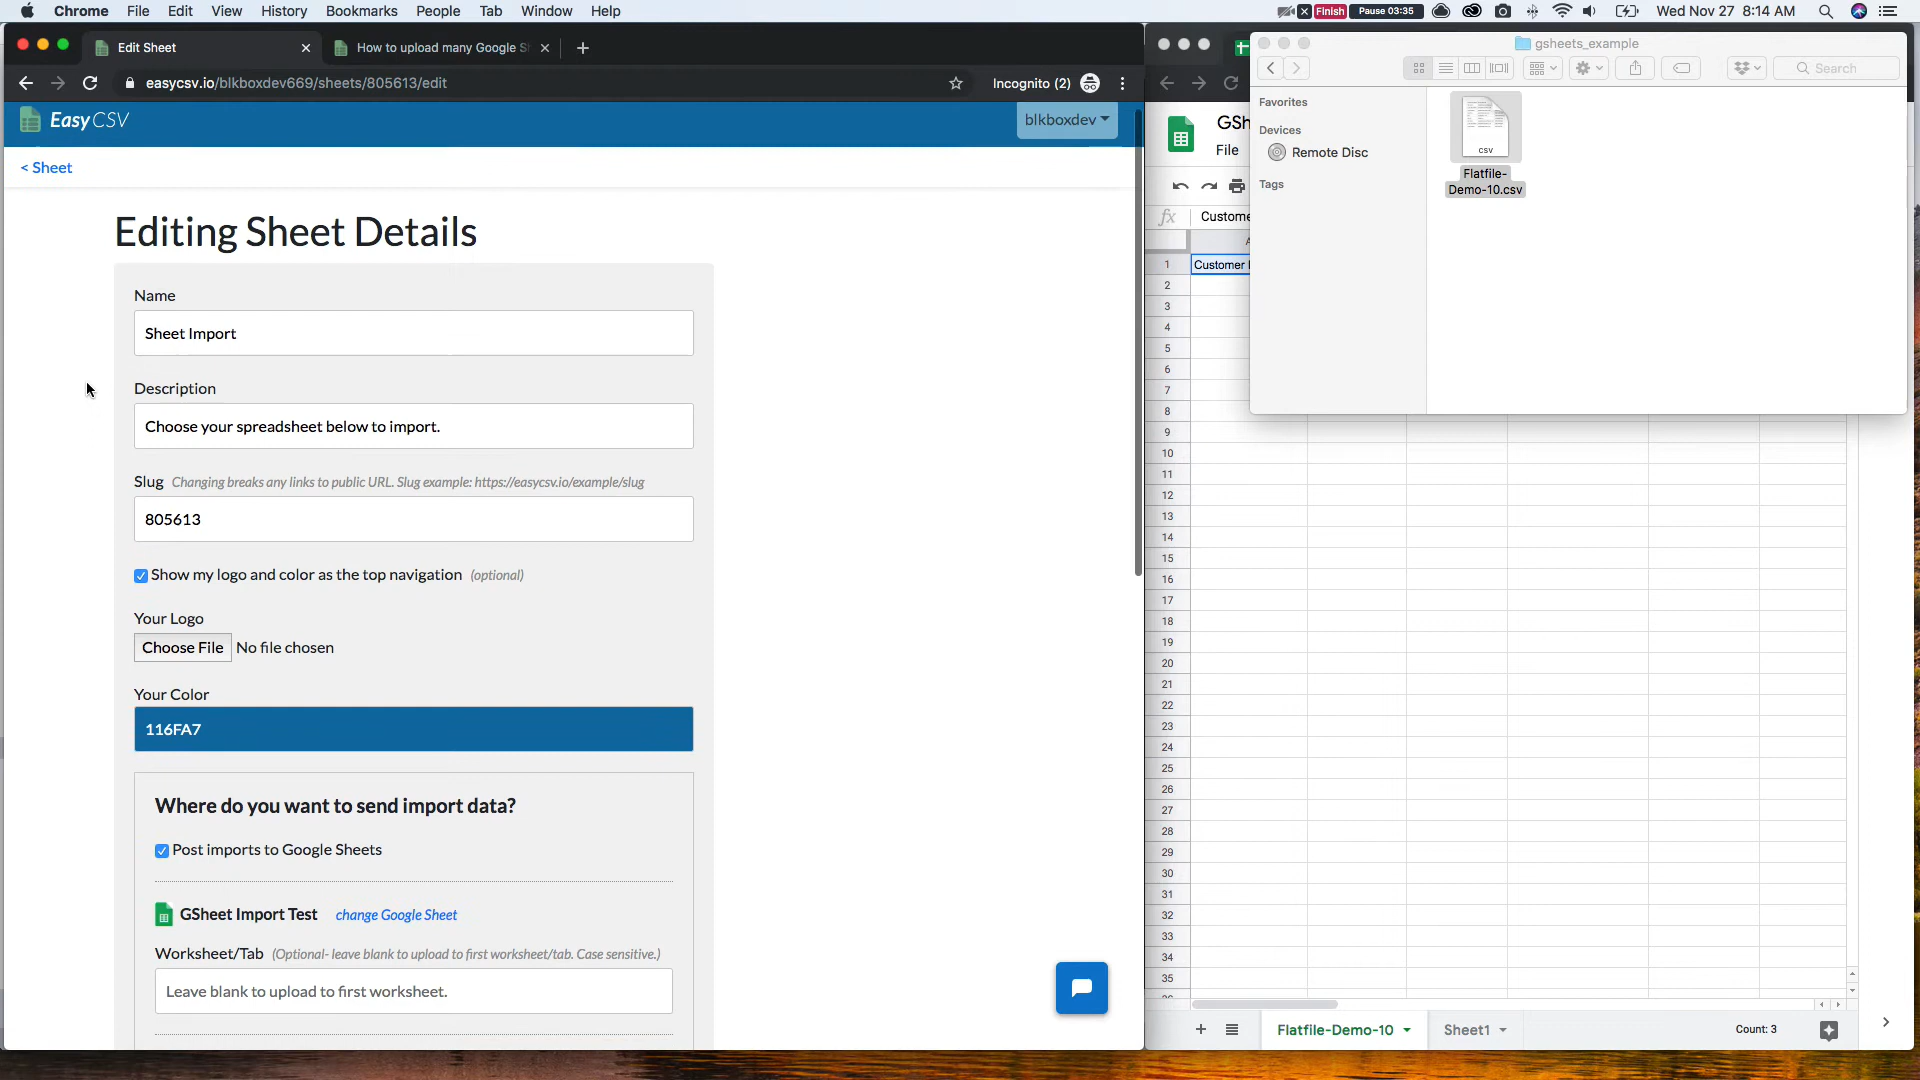 Chrome File Edit View History Bookmarks People Tab Window Help
Finish Pause 03:35 Wed Nov 27 8:14 AM
Edit Sheet
How to upload many Google S
easycsv.io/blkboxdev669/sheets/805613/edit
Incognito (2)
EasyCSV
blkboxdev
< Sheet
Editing Sheet Details
Name
Sheet Import
Description
Choose your spreadsheet below to import.
Slug Changing breaks any links to public URL. Slug example: https://easycsv.io/example/slug
805613
Show my logo and color as the top navigation (optional)
Your Logo
Choose File No file chosen
Your Color
116FA7
Where do you want to send import data?
Post imports to Google Sheets
GSheet Import Test change Google Sheet
Worksheet/Tab (Optional- leave blank to upload to first worksheet/tab. Case sensitive.)
Leave blank to upload to first worksheet.
gsheets_example
Search
Favorites
Devices
Remote Disc
Tags
CSV
Flatfile-
Demo-10.csv
GSh
File
fx Custome
1 Customer
2
3
4
5
6
7
8
9
10
11
12
13
14
15
16
17
18
19
20
21
22
23
24
25
26
27
28
29
30
31
32
33
34
35
Flatfile-Demo-10 Sheet1 Count: 3